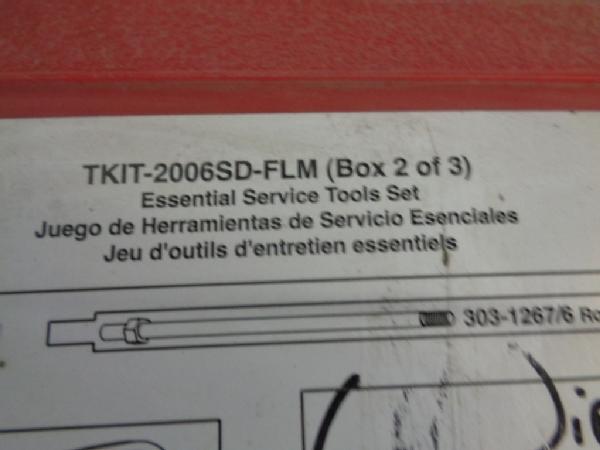 TKIT-2006SD-FLM (Box 2 of 3)
Essential Service Tools Set
Juego de Herramientas de Servicio Esenciales
Jeu d'outils d'entretien essentiels
303-1267/6